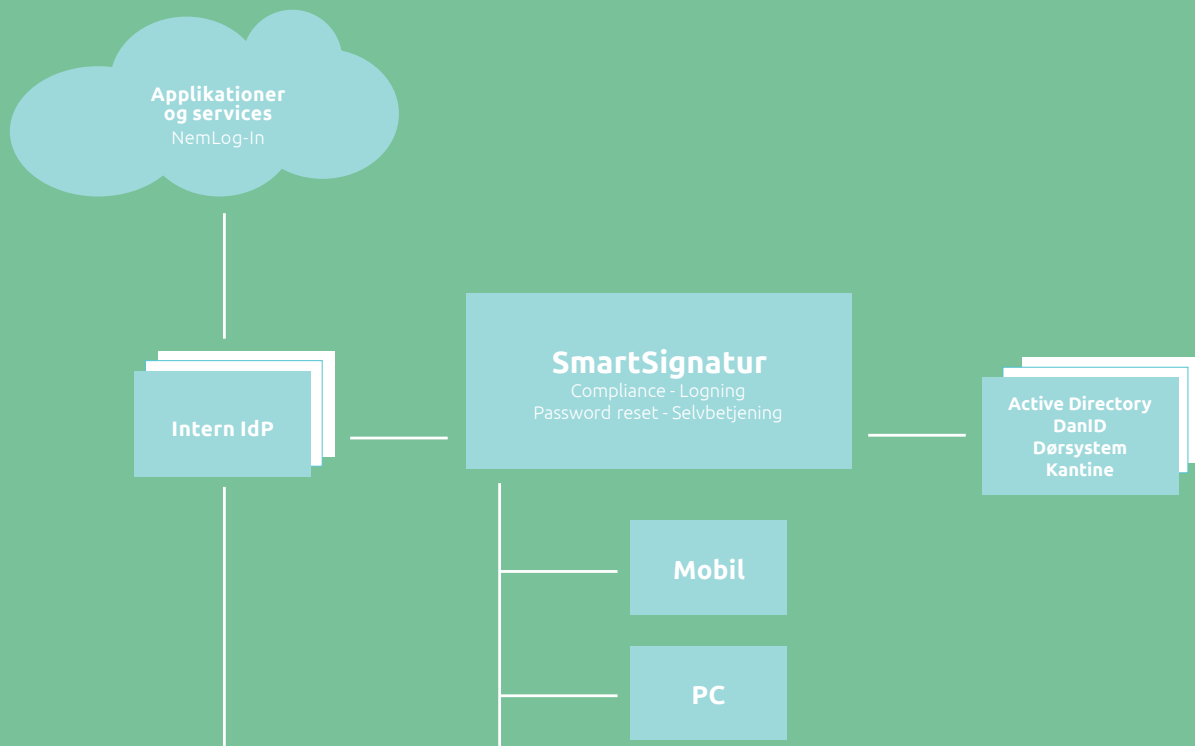 Applikationer
og services
NemLog-In
SmartSignatur
Compliance - Logning
Password reset - Selvbetjening
Intern IdP
Active Directory
DanID
Dørsystem
Kantine
Mobil
PC